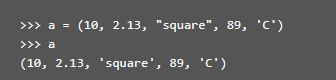 >>> a = (10, 2.13, "square", 89, 'C')
>>> a
(10, 2.13, 'square', 89, 'C')